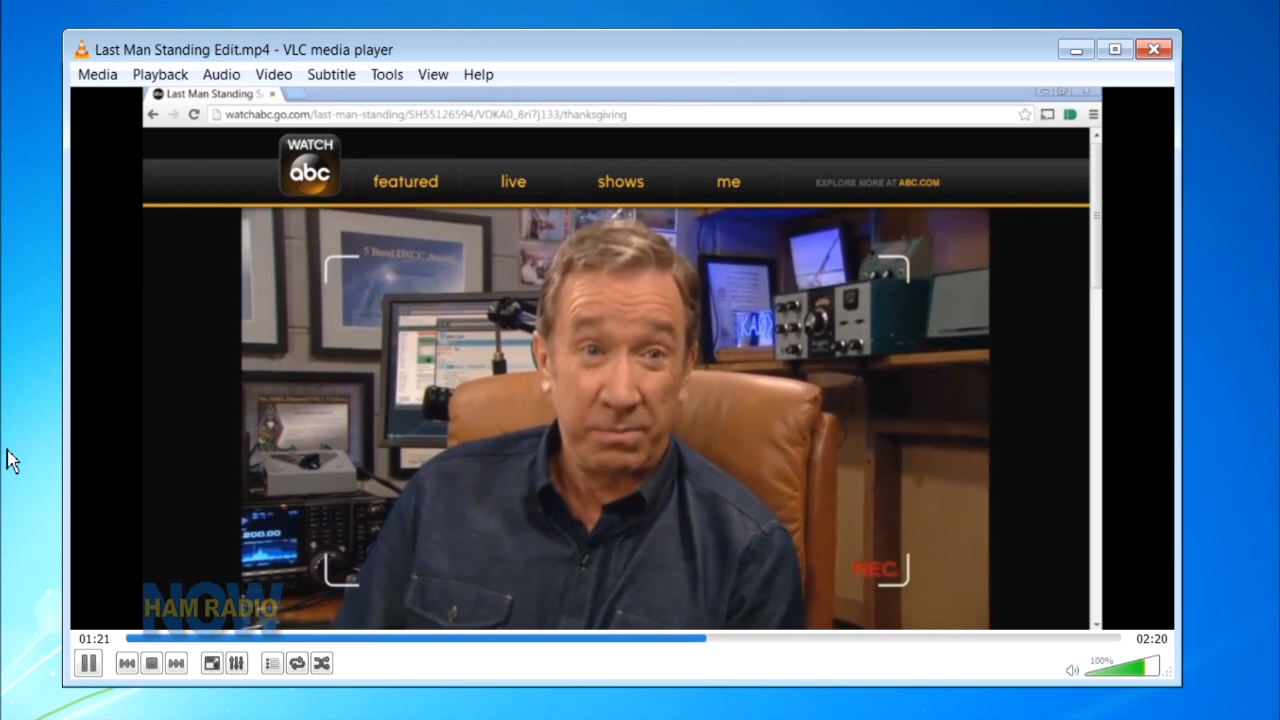 Last Man Standing Edit.mp4 - VLC media player
Media Playback Audio Video Subtitle Tools View Help
Last Man Standing S
watchabc.go.com/last-man-standing/SH55126594/VDKA0_8ri7j133/thanksgiving
WATCH
abc
featured live shows me EXPLORE MORE AT ABC.COM
5 Band DXCC Award
200.00
REC
NOW
HAM RADIO
01:21
02:20
100%